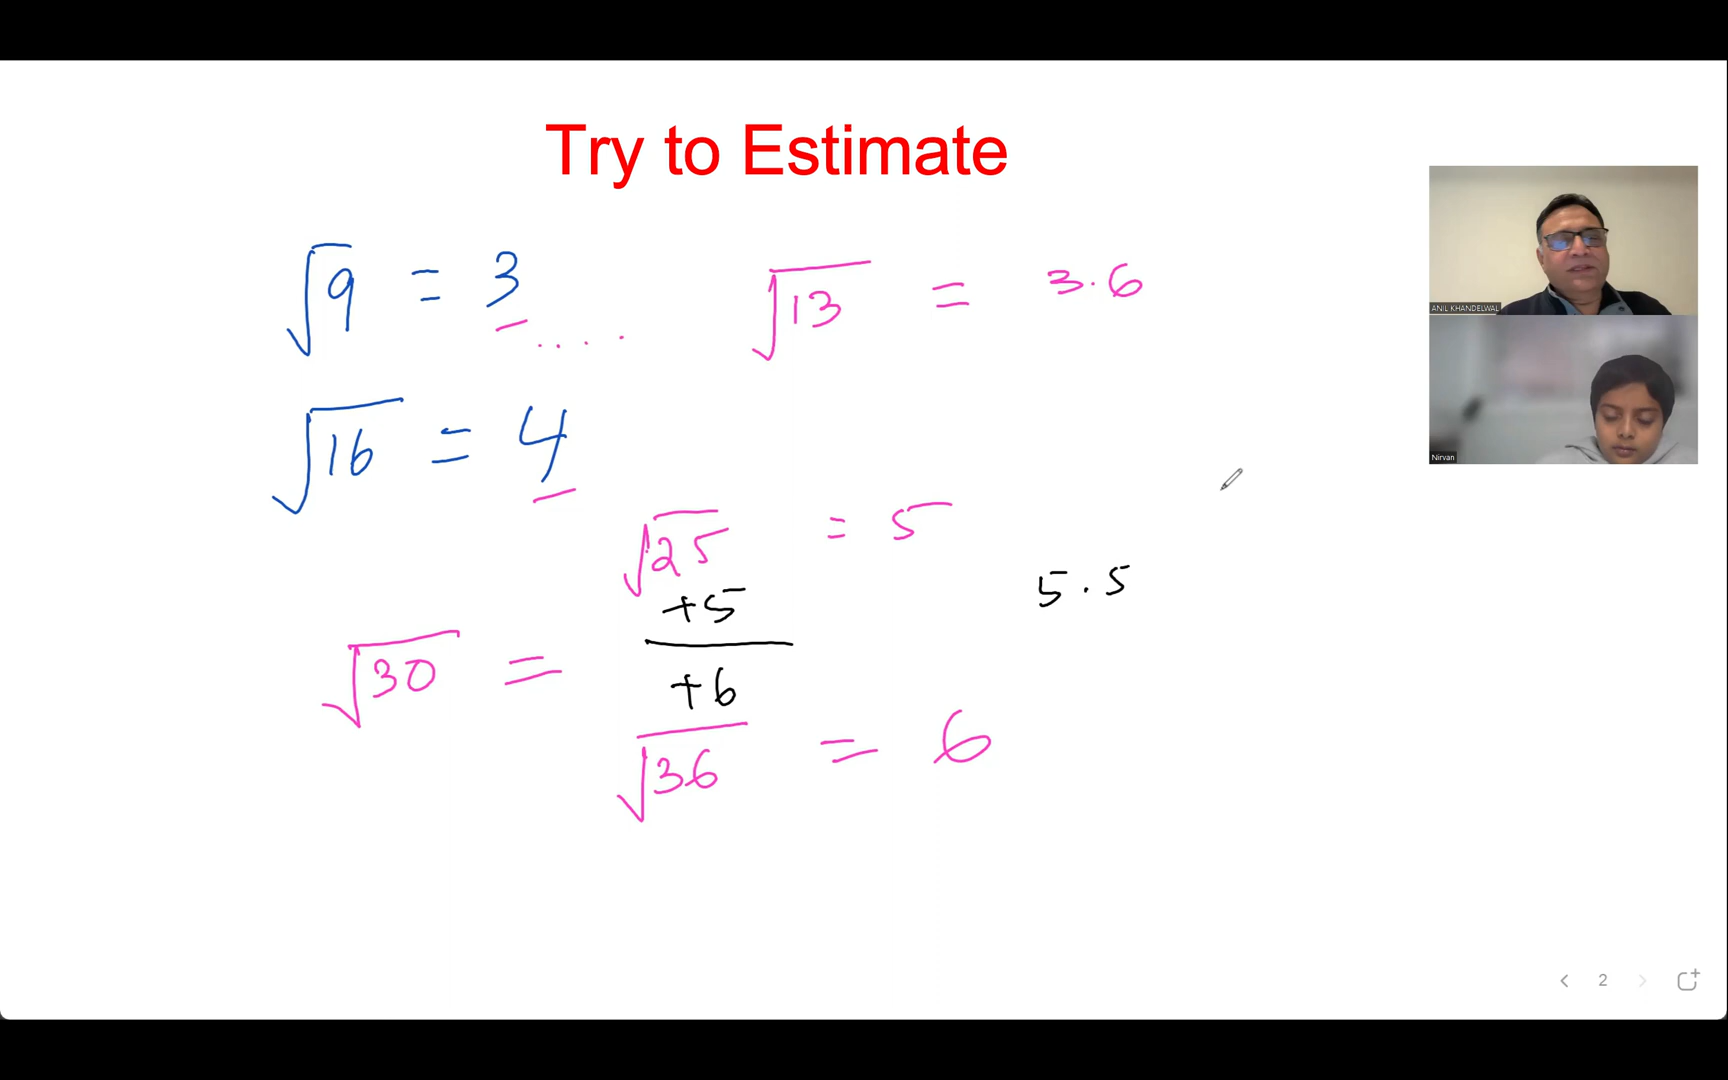 Try to Estimate
√9 = 3 ....
√13 = 3.6
√16 = 4
√25 = 5
+5
5.5
√30 =
+6
√36 = 6
ANIL KHANDELWAL
Nirvan
2